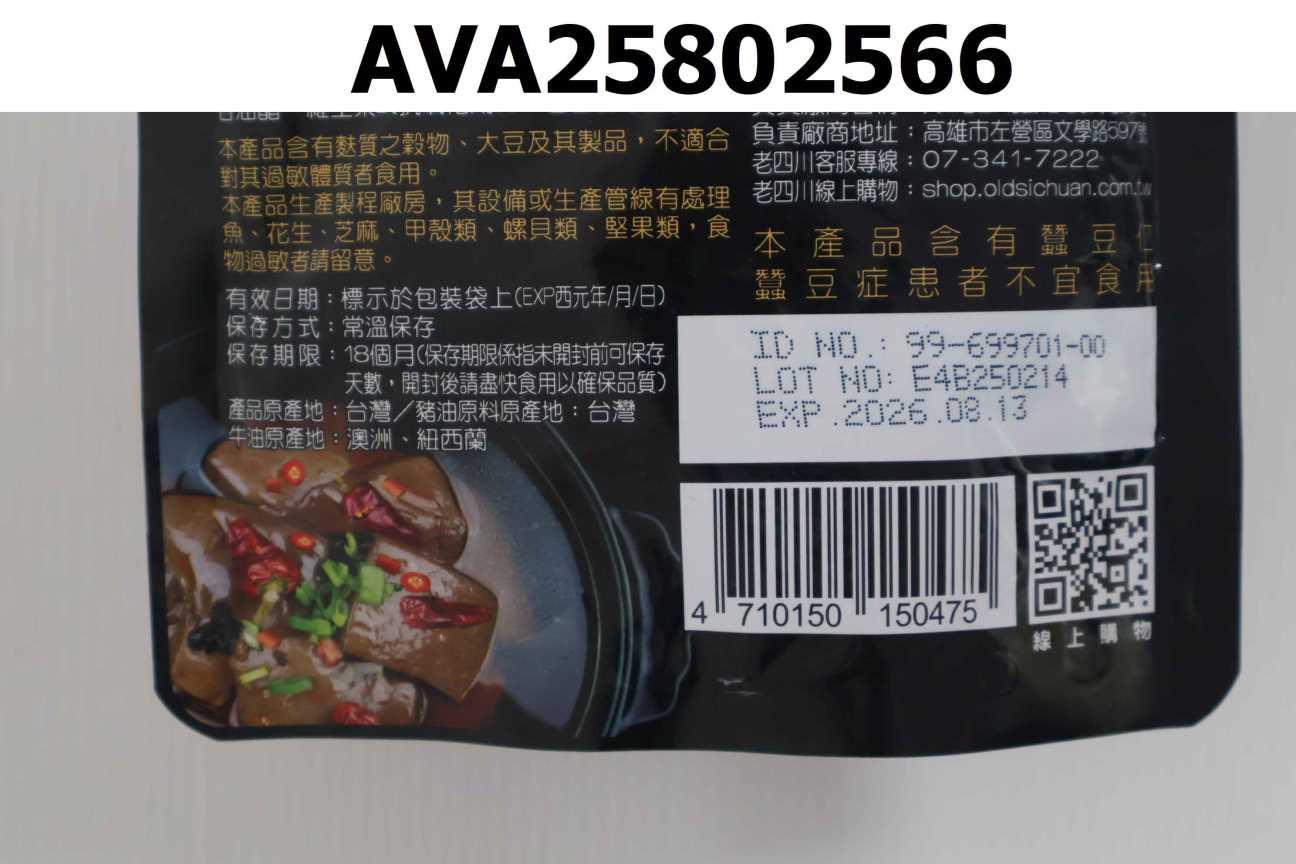 AVA25802566
本產品含有麩質之穀物、大豆及其製品，不適合
對其過敏體質者食用。
本產品生產製程廠房，其設備或生產管線有處理
魚、花生、芝麻、甲殼類、螺貝類、堅果類，食
物過敏者請留意。
有效日期：標示於包裝袋上(EXP西元年/月/日)
保存方式：常溫保存
保存期限：18個月(保存期限係指未開封前可保存
天數，開封後請盡快食用以確保品質)
產品原產地：台灣／豬油原料原產地：台灣
牛油原產地：澳洲、紐西蘭
負責廠商地址：高雄市左營區文學路597號
老四川客服專線：07-341-7222
老四川線上購物：shop.oldsichuan.com.tw
本產品含有蠶豆
蠶豆症患者不宜食用
ID NO.: 99-699701-00
LOT NO: E4B250214
EXP.2026.08.13
4 710150 150475
線上購物